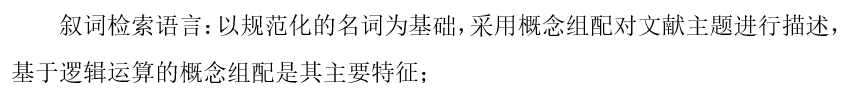 叙词检索语言：以规范化的名词为基础，采用概念组配对文献主题进行描述，
基于逻辑运算的概念组配是其主要特征；